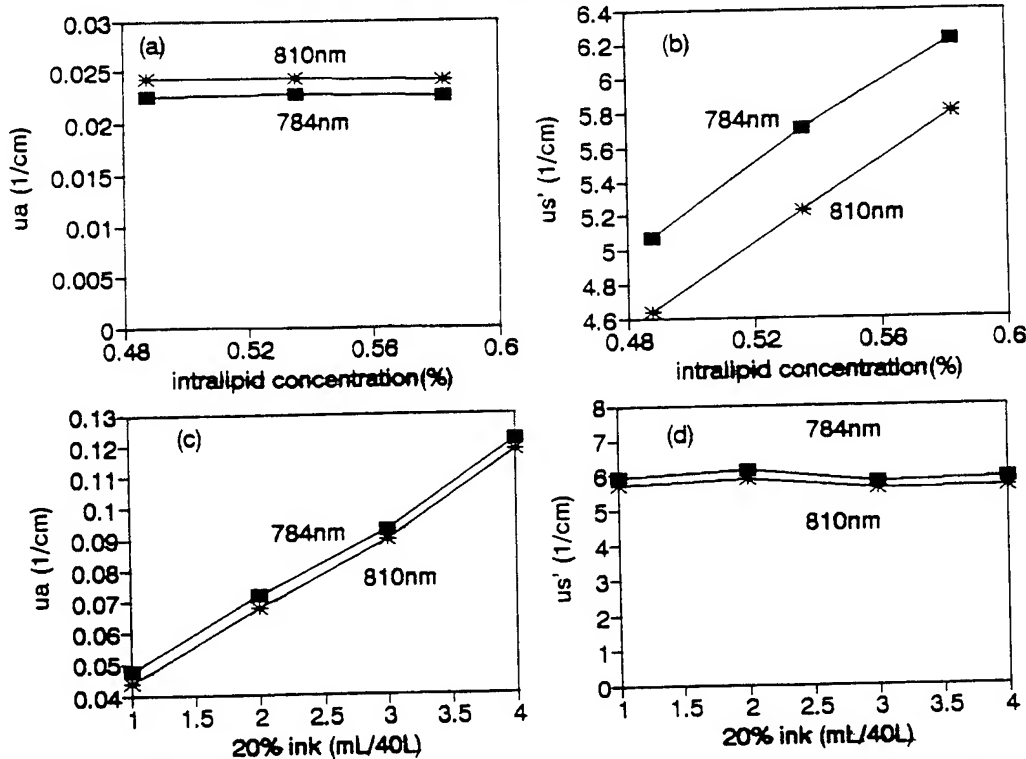 (a)
ua (1/cm)
0.03
0.025
0.02
0.015
0.01
0.005
0
810nm
784nm
0.48
0.52
0.56
0.6
intralipid concentration(%)
(b)
us' (1/cm)
6.4
6.2
6
5.8
5.6
5.4
5.2
5
4.8
4.6
784nm
810nm
0.48
0.52
0.56
0.6
intralipid concentration(%)
(c)
ua (1/cm)
0.13
0.12
0.11
0.1
0.09
0.08
0.07
0.06
0.05
0.04
784nm
810nm
1
1.5
2
2.5
3
3.5
4
20% ink (mL/40L)
(d)
us' (1/cm)
8
7
6
5
4
3
2
1
0
784nm
810nm
1
1.5
2
2.5
3
3.5
4
20% ink (mL/40L)